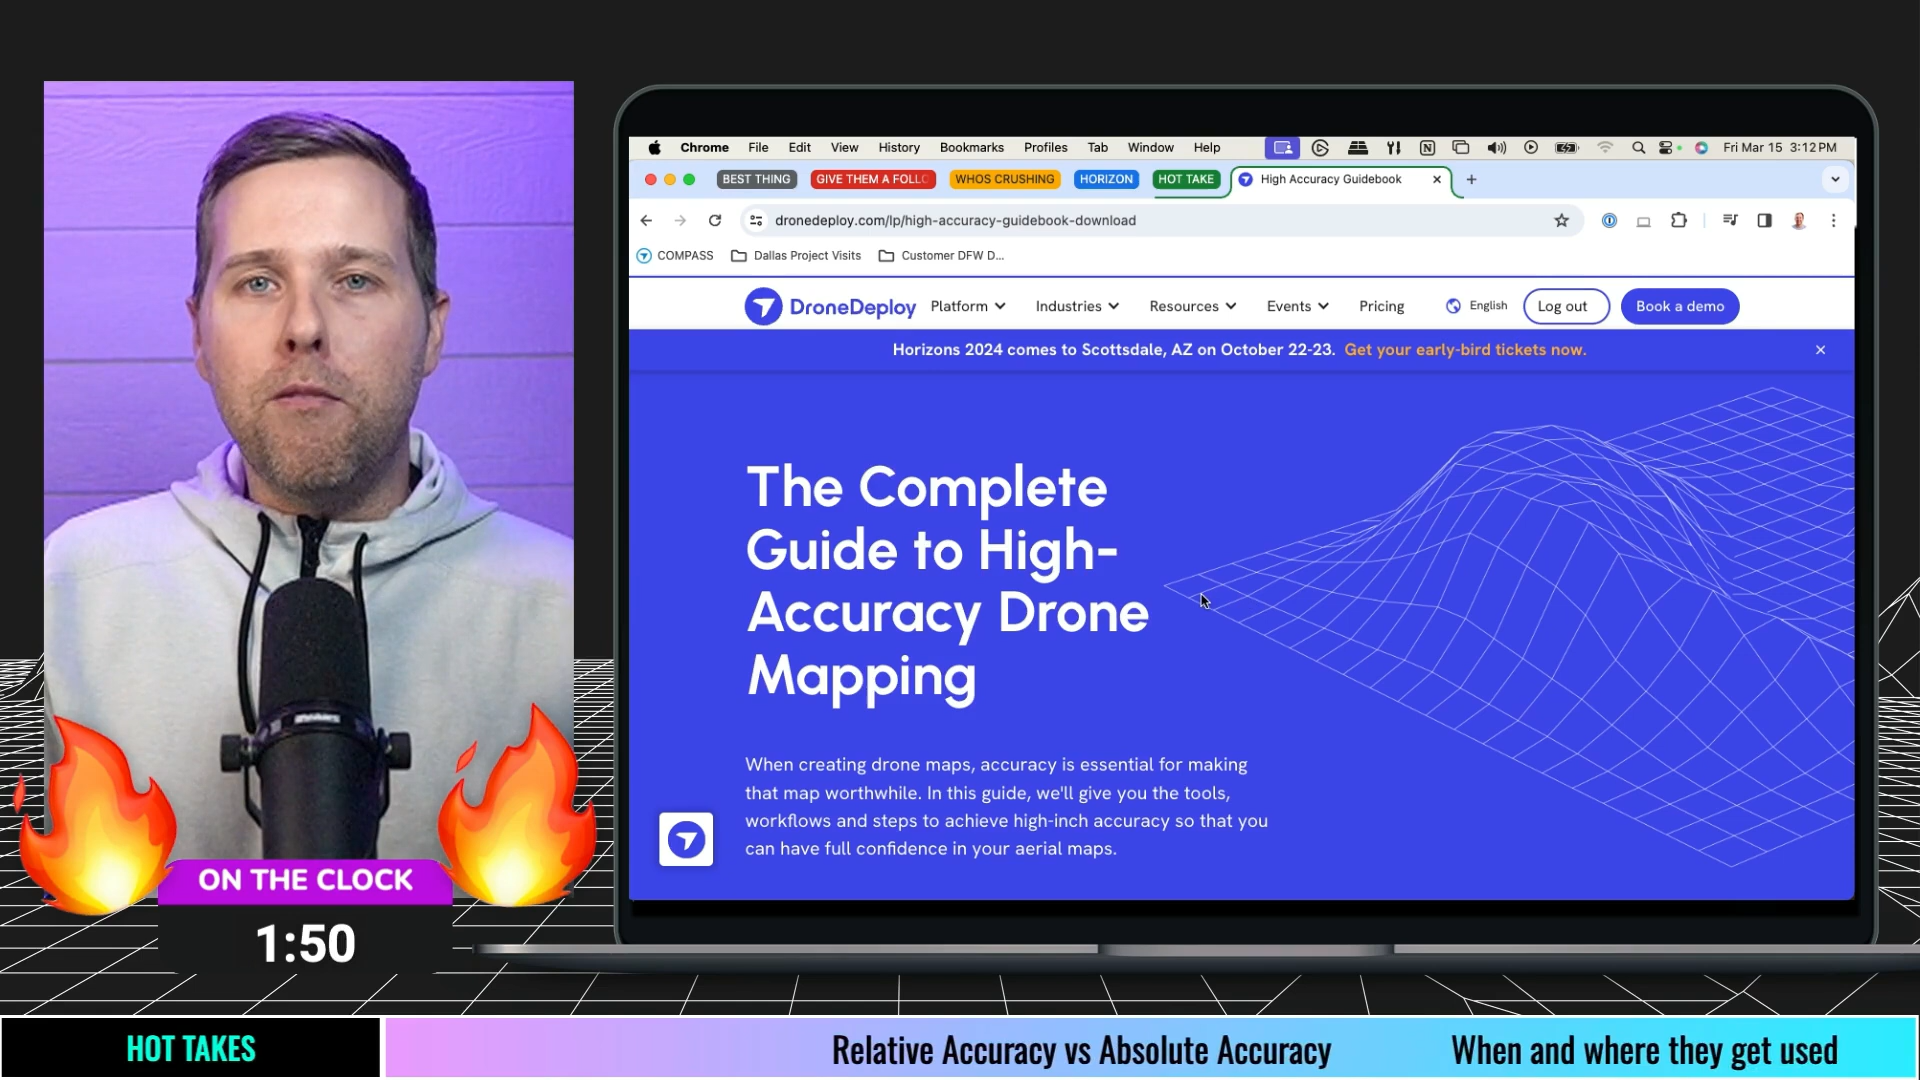 Chrome File Edit View History Bookmarks Profiles Tab Window Help Fri Mar 15 3:12 PM
BEST THING GIVE THEM A FOLLO WHOS CRUSHING HORIZON HOT TAKE High Accuracy Guidebook
dronedeploy.com/lp/high-accuracy-guidebook-download
COMPASS Dallas Project Visits Customer DFW D...
DroneDeploy Platform Industries Resources Events Pricing English Log out Book a demo
Horizons 2024 comes to Scottsdale, AZ on October 22-23. Get your early-bird tickets now.
The Complete
Guide to High-
Accuracy Drone
Mapping
When creating drone maps, accuracy is essential for making
that map worthwhile. In this guide, we'll give you the tools,
workflows and steps to achieve high-inch accuracy so that you
can have full confidence in your aerial maps.
ON THE CLOCK
1:50
HOT TAKES Relative Accuracy vs Absolute Accuracy When and where they get used